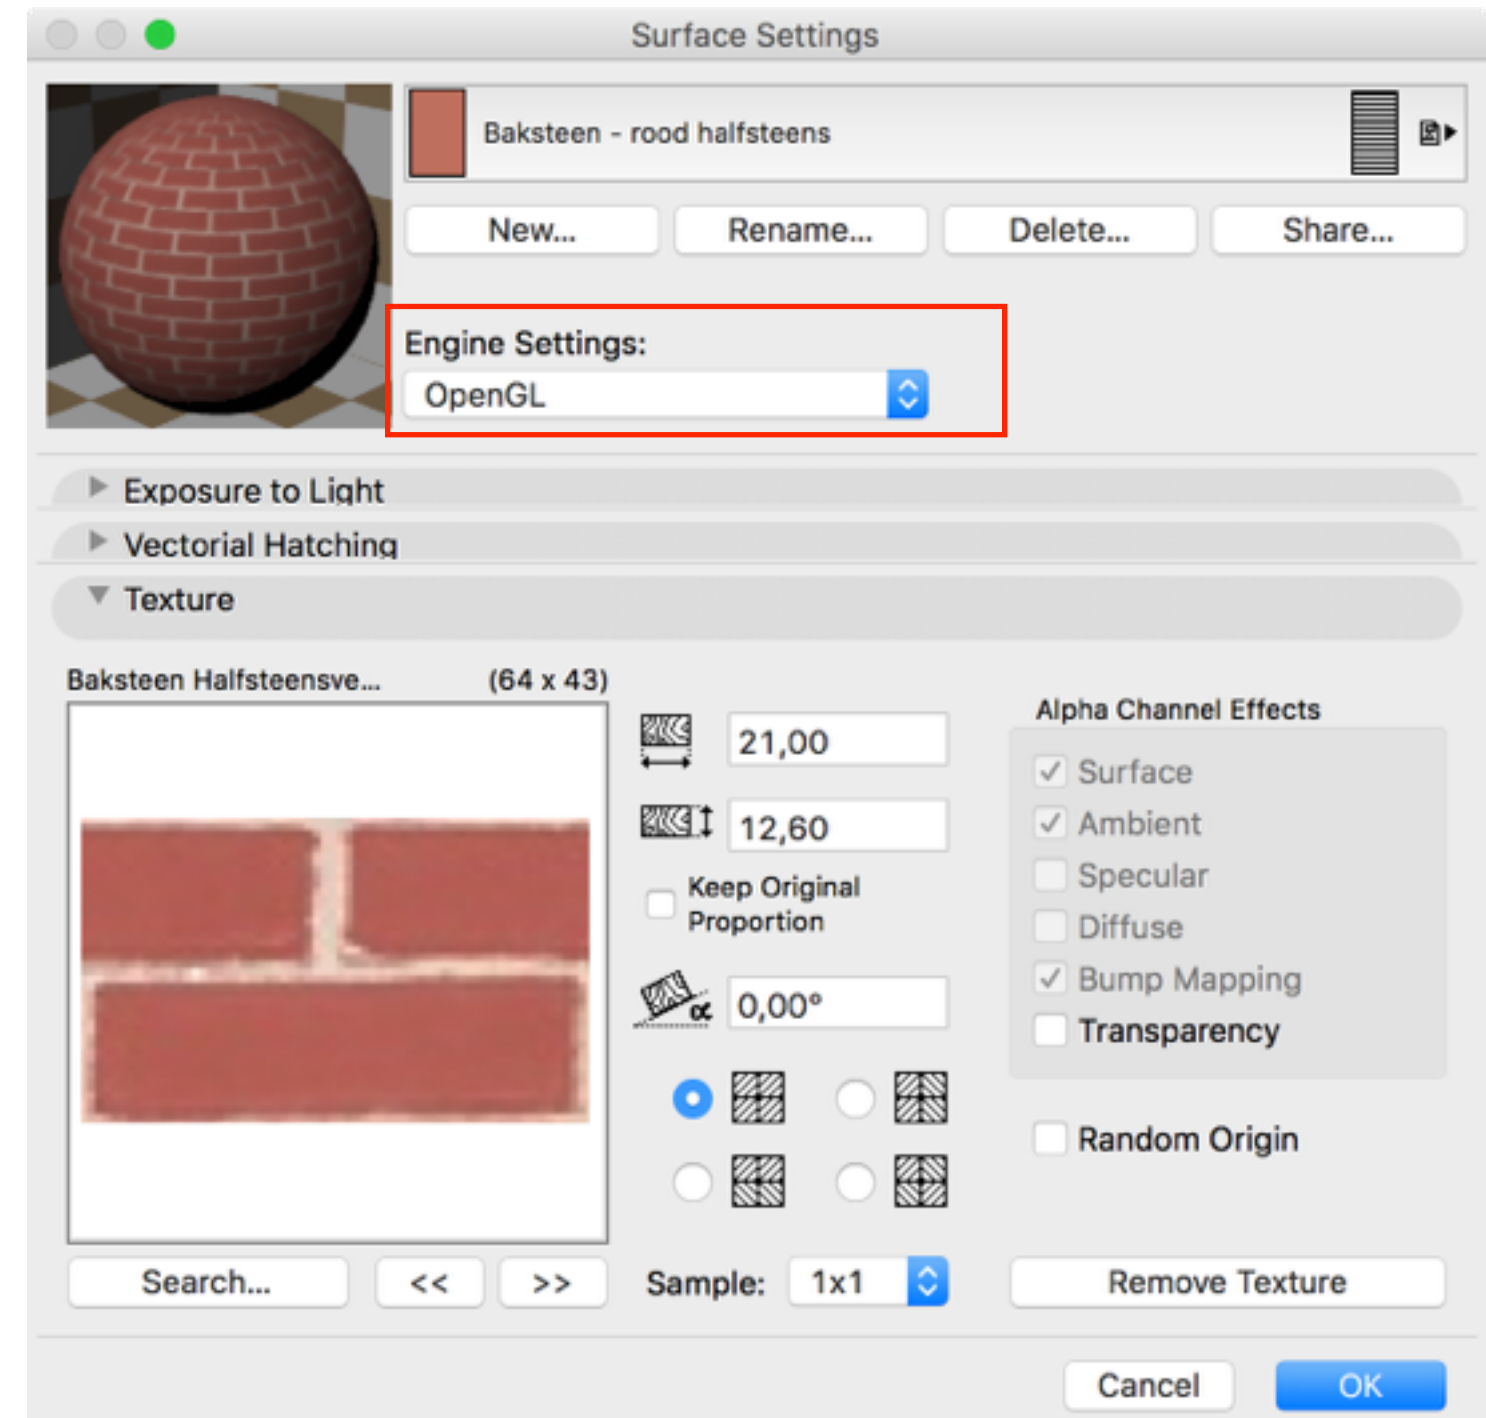 Surface Settings
Baksteen - rood halfsteens
New...
Rename...
Delete...
Share...
Engine Settings:
OpenGL
Exposure to Light
Vectorial Hatching
Texture
Baksteen Halfsteensve... (64 x 43)
21,00
12,60
Keep Original
Proportion
α 0,00°
Alpha Channel Effects
Surface
Ambient
Specular
Diffuse
Bump Mapping
Transparency
Random Origin
Search...
<<
>>
Sample: 1x1
Remove Texture
Cancel
OK